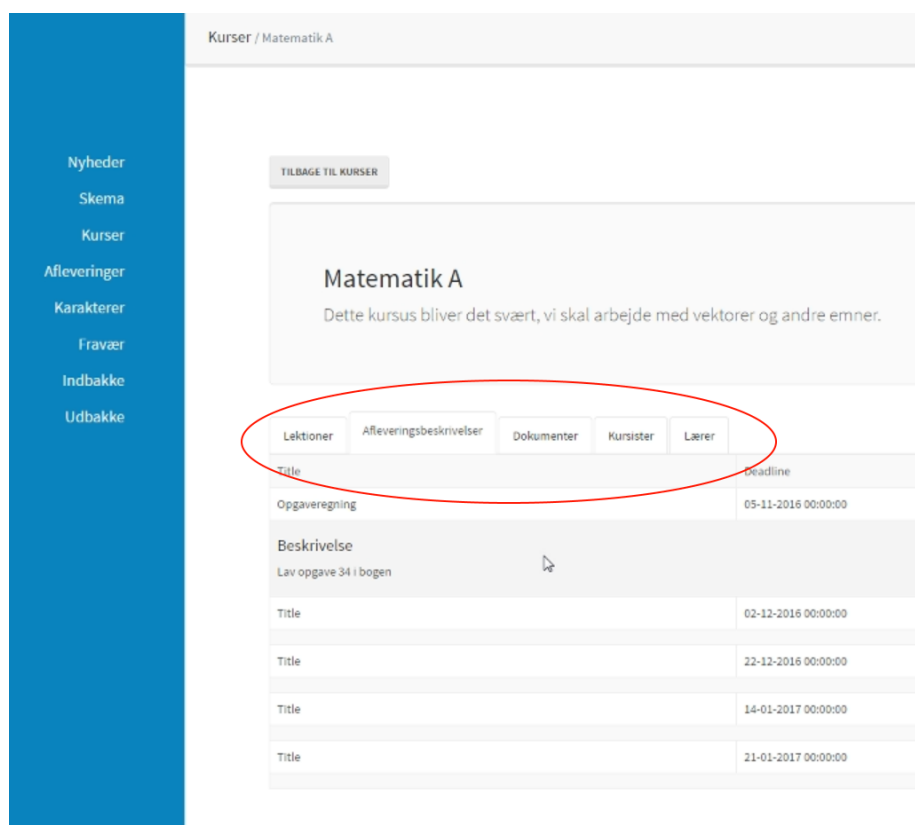 Kurser / Matematik A
Nyheder
Skema
Kurser
Afleveringer
Karakterer
Fravær
Indbakke
Udbakke
TILBAGE TIL KURSER
Matematik A
Dette kursus bliver det svært, vi skal arbejde med vektorer og andre emner.
Lektioner Afleveringsbeskrivelser Dokumenter Kursister Lærer
Title Deadline
Opgaveregning 05-11-2016 00:00:00
Beskrivelse
Lav opgave 34 i bogen
Title 02-12-2016 00:00:00
Title 22-12-2016 00:00:00
Title 14-01-2017 00:00:00
Title 21-01-2017 00:00:00